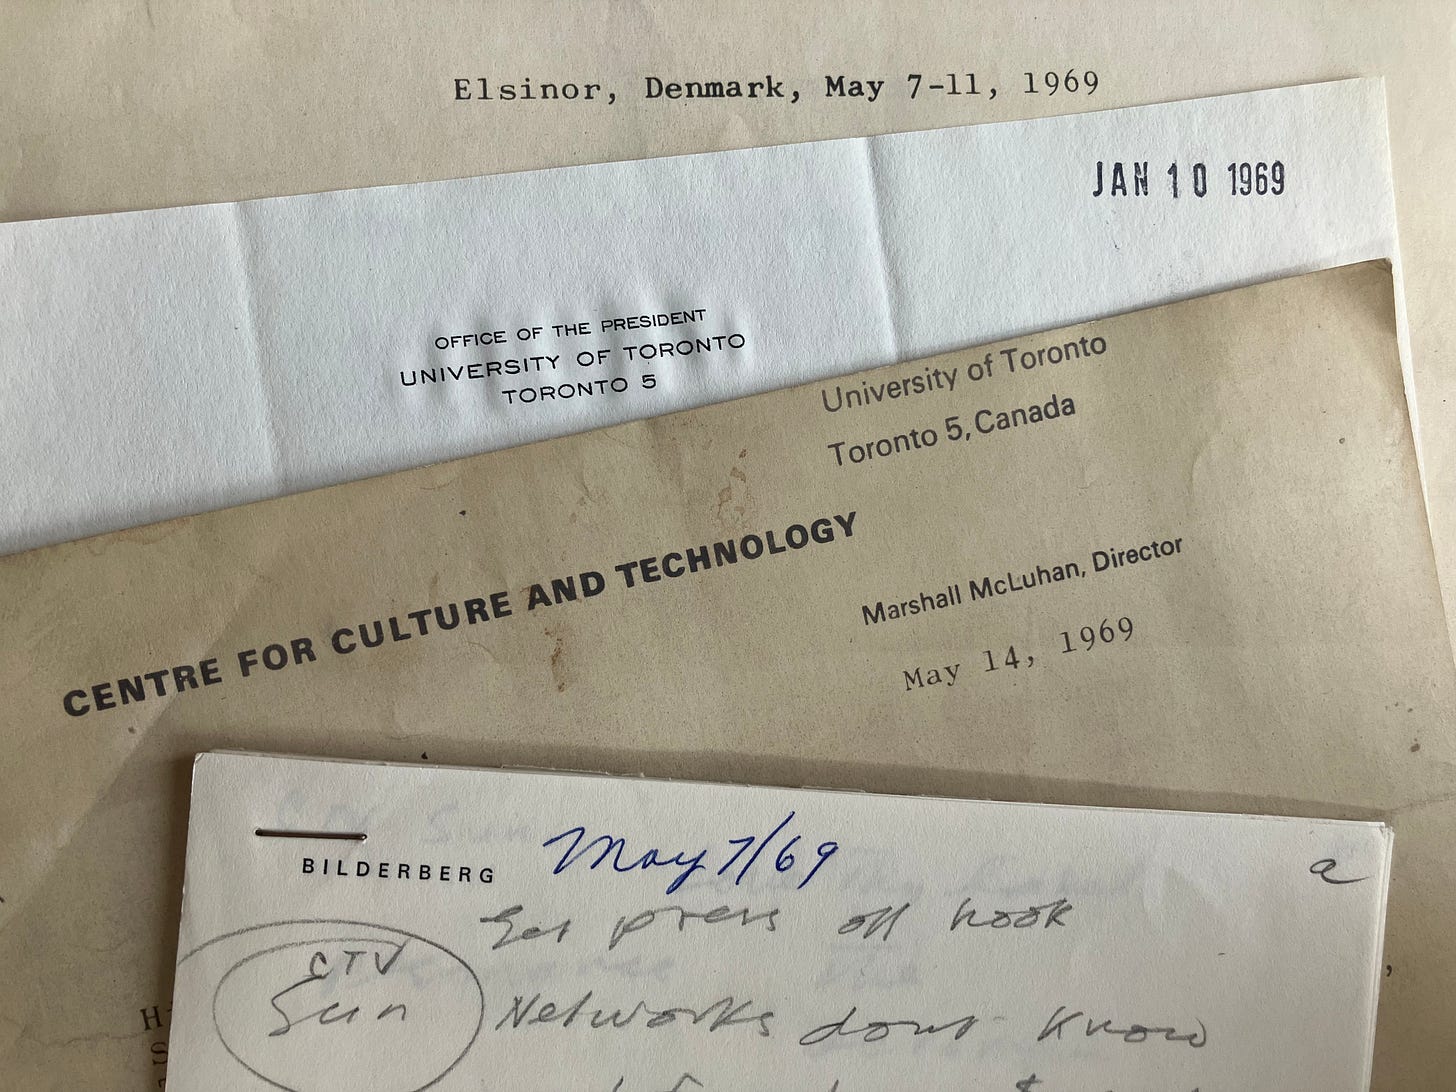 Elsinor, Denmark, May 7-11, 1969
JAN 10 1969
OFFICE OF THE PRESIDENT
UNIVERSITY OF TORONTO
TORONTO 5
University of Toronto
Toronto 5, Canada
CENTRE FOR CULTURE AND TECHNOLOGY
Marshall McLuhan, Director
May 14, 1969
BILDERBERG May 7/69 a
Get press off hook
CTV
Sun Networks dont know
H
S